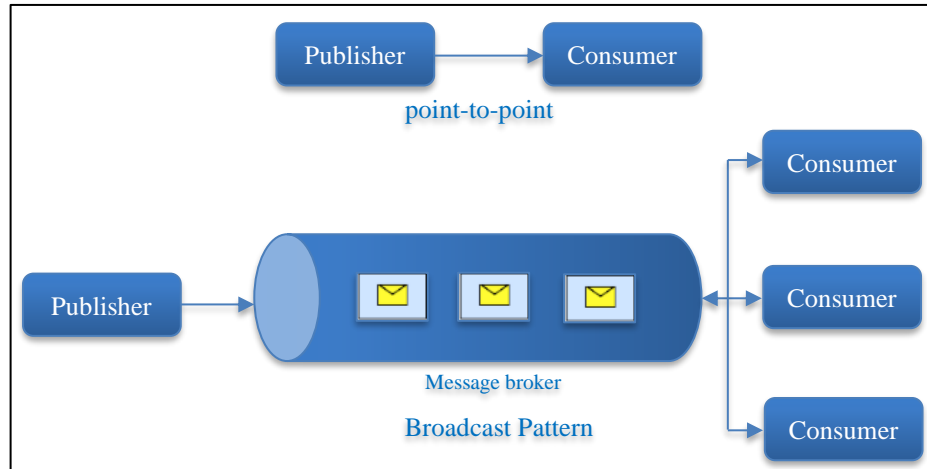 Publisher
Consumer
point-to-point
Consumer
Publisher
Consumer
Message broker
Broadcast Pattern
Consumer